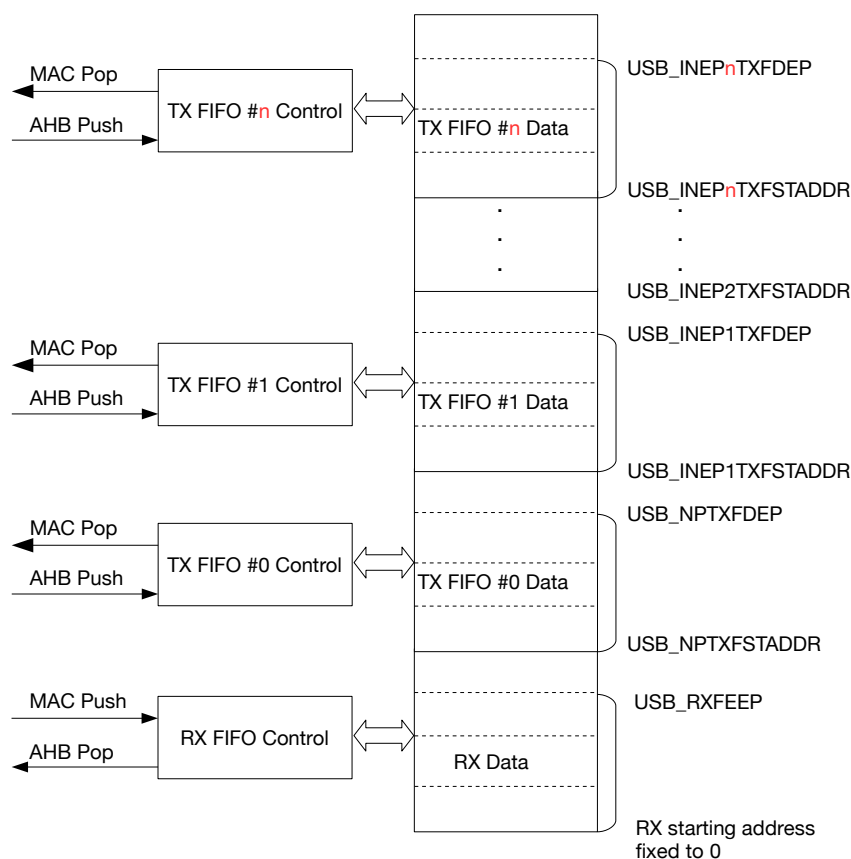 USB_INEPnTXFDEP
MAC Pop
TX FIFO #n Control
AHB Push
TX FIFO #n Data
USB_INEPnTXFSTADDR
. .
. .
. .
USB_INEP2TXFSTADDR
USB_INEP1TXFDEP
MAC Pop
TX FIFO #1 Control
AHB Push
TX FIFO #1 Data
USB_INEP1TXFSTADDR
USB_NPTXFDEP
MAC Pop
TX FIFO #0 Control
AHB Push
TX FIFO #0 Data
USB_NPTXFSTADDR
MAC Push
USB_RXFEEP
RX FIFO Control
AHB Pop
RX Data
RX starting address
fixed to 0